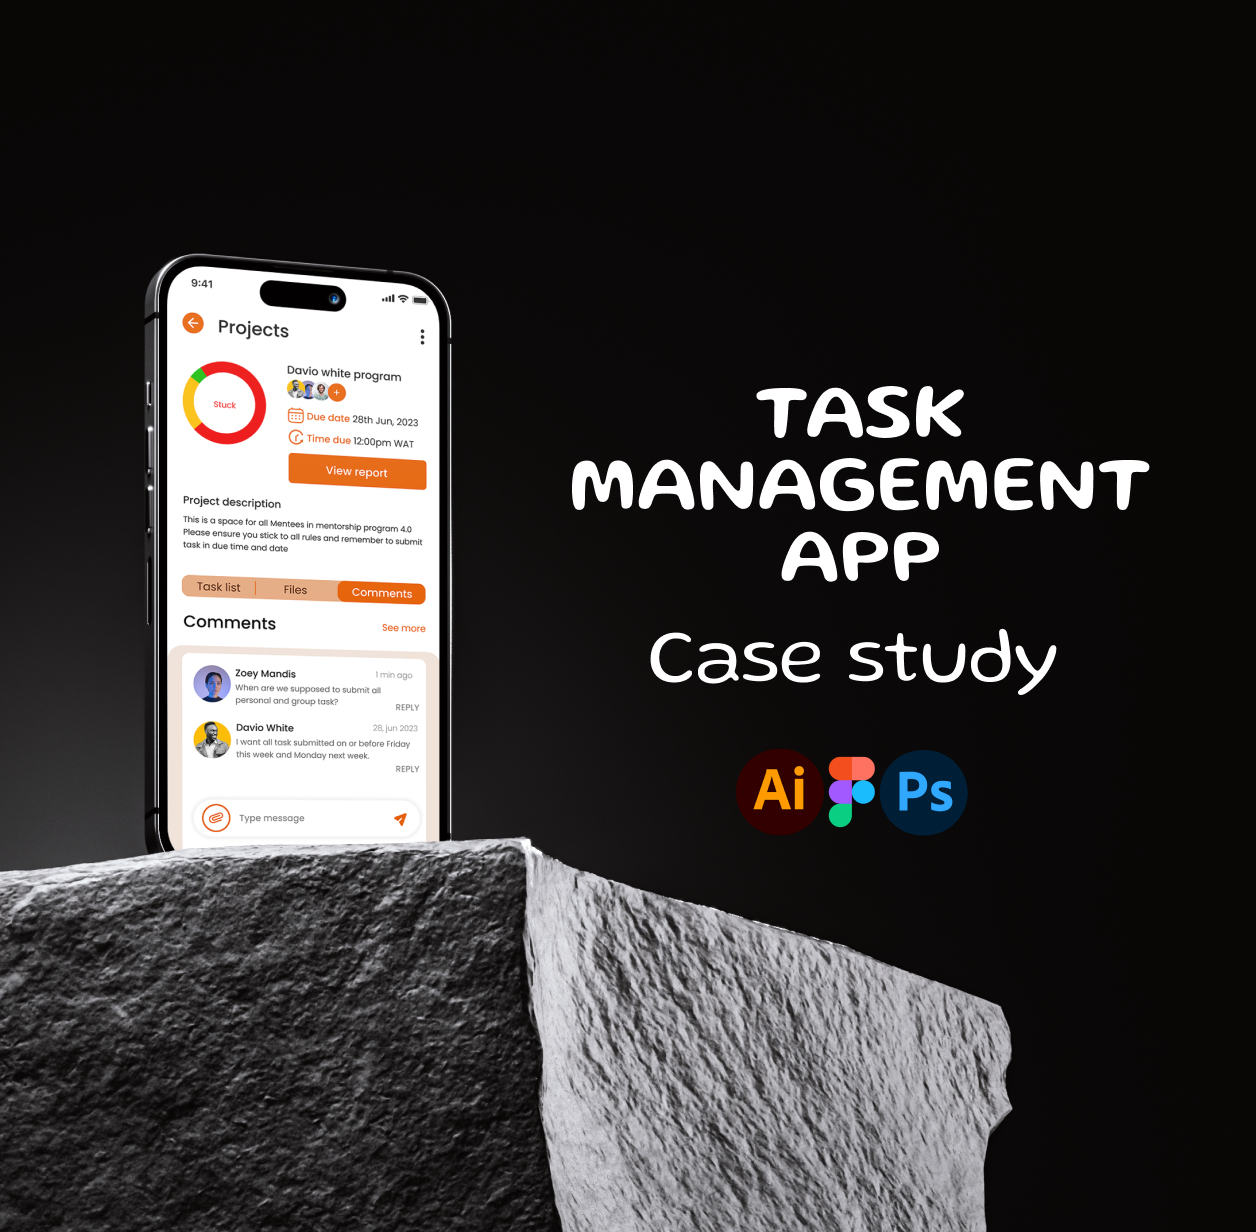 9:41
Projects
Stuck
Davio white program
+
Due date 28th Jun, 2023
Time due 12:00pm WAT
View report
Project description
This is a space for all Mentees in mentorship program 4.0
Please ensure you stick to all rules and remember to submit
task in due time and date
Task list
Files
Comments
Comments
See more
Zoey Mandis
1 min ago
When are we supposed to submit all
personal and group task?
REPLY
Davio White
28, jun 2023
I want all task submitted on or before Friday
this week and Monday next week.
REPLY
Type message
TASK
MANAGEMENT
APP
Case study
Ai
Ps